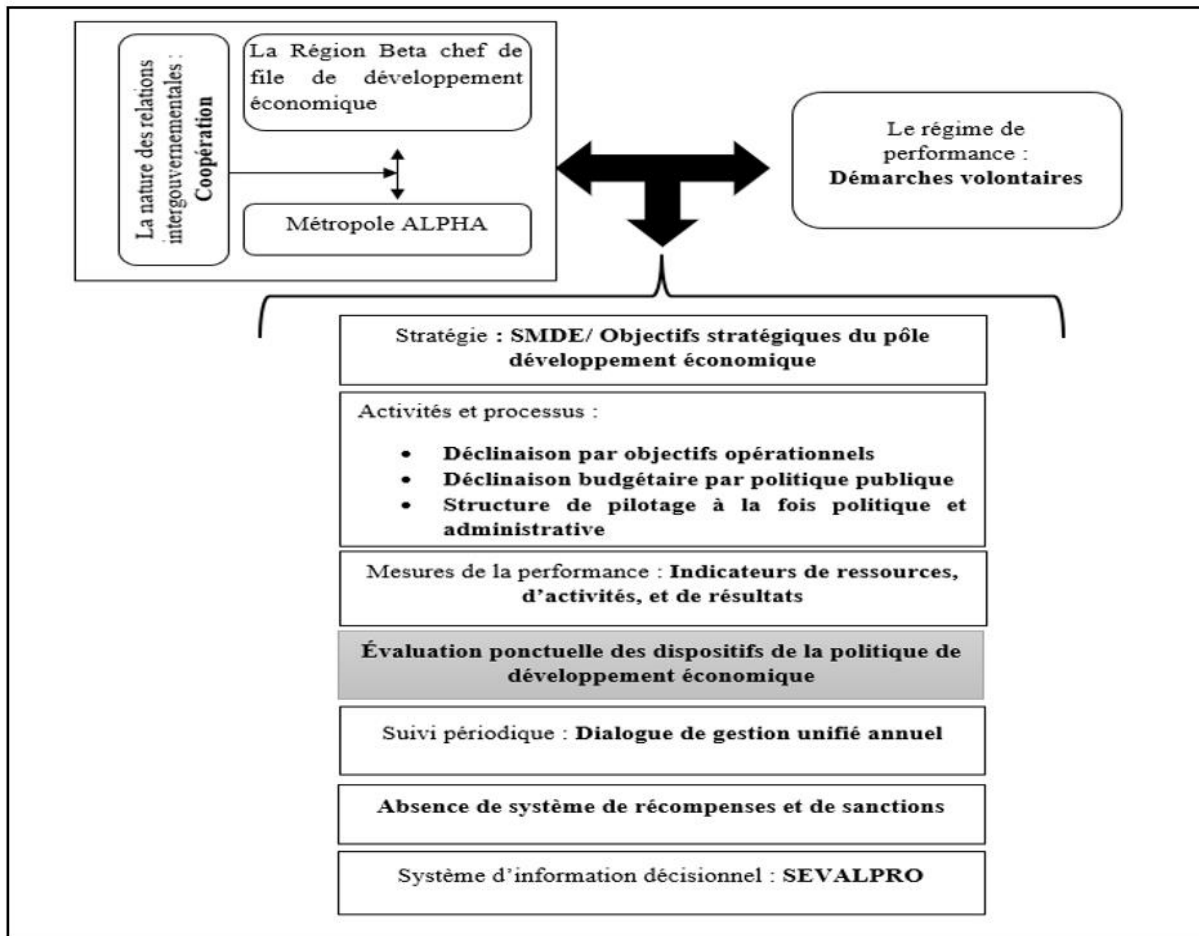 La nature des relations
intergouvernementales :
Coopération
La Région Beta chef de
file de développement
économique
Métropole ALPHA
Le régime de
performance :
Démarches volontaires
Stratégie : SMDE/ Objectifs stratégiques du pôle
développement économique
Activités et processus :
• Déclinaison par objectifs opérationnels
• Déclinaison budgétaire par politique publique
• Structure de pilotage à la fois politique et
administrative
Mesures de la performance : Indicateurs de ressources,
d’activités, et de résultats
Évaluation ponctuelle des dispositifs de la politique de
développement économique
Suivi périodique : Dialogue de gestion unifié annuel
Absence de système de récompenses et de sanctions
Système d’information décisionnel : SEVALPRO